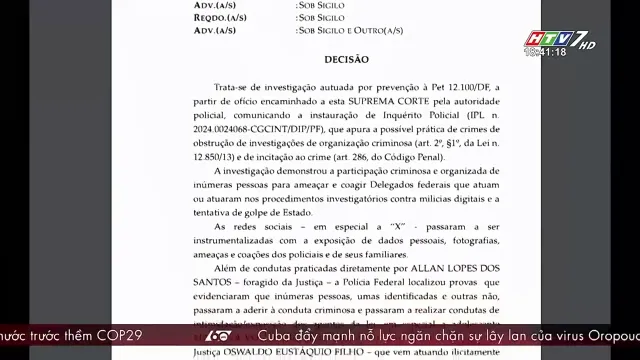 ADV.(A/S) : SOB SIGILO
REQDO.(A/S) : SOB SIGILO
ADV.(A/S) : SOB SIGILO E OUTRO(A/S)
HTV7 HD
18:41:18
DECISÃO
Trata-se de investigação autuada por prevenção à Pet 12.100/DF, a
partir de ofício encaminhado a esta SUPREMA CORTE pela autoridade
policial, comunicando a instauração de Inquérito Policial (IPL n.
2024.0024068-CGCINT/DIP/PF), que apura a possível prática de crimes de
obstrução de investigações de organização criminosa (art. 2º, §1º, da Lei n.
12.850/13) e de incitação ao crime (art. 286, do Código Penal).
A investigação demonstrou a participação criminosa e organizada de
inúmeras pessoas para ameaçar e coagir Delegados federais que atuam
ou atuaram nos procedimentos investigatórios contra milícias digitais e a
tentativa de golpe de Estado.
As redes sociais – em especial a “X” - passaram a ser
instrumentalizadas com a exposição de dados pessoais, fotografias,
ameaças e coações dos policiais e de seus familiares.
Além de condutas praticadas diretamente por ALLAN LOPES DOS
SANTOS – foragido da Justiça – a Polícia Federal localizou provas que
evidenciaram que inúmeras pessoas, umas identificadas e outras não,
passaram a aderir à conduta criminosa e passaram a realizar condutas de
Justiça OSWALDO EUSTÁQUIO FILHO – que vem atuando ilicitamente
nước trước thềm COP29
60
Cuba đẩy mạnh nỗ lực ngăn chặn sự lây lan của virus Oropou